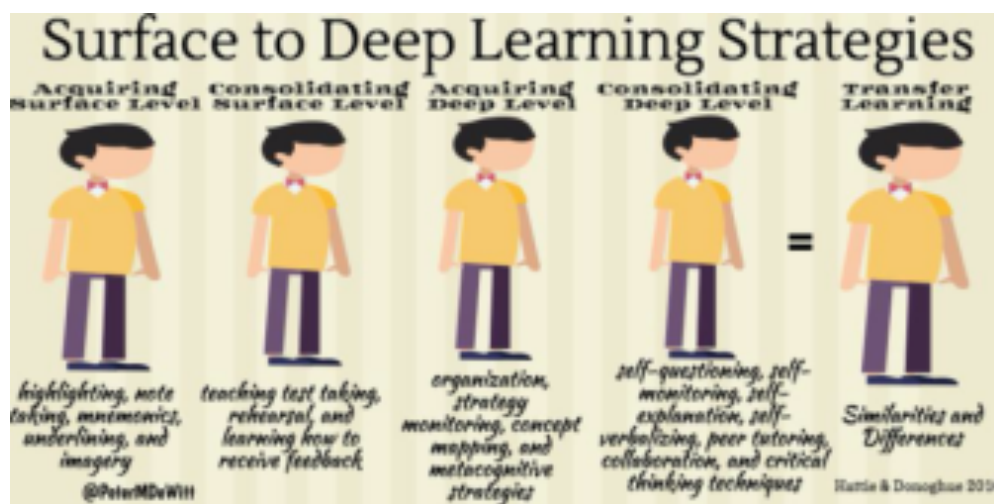 Surface to Deep Learning Strategies
Acquiring
Surface Level
highlighting, note
taking, mnemonics,
underlining, and
imagery
Consolidating
Surface Level
teaching test taking,
rehearsal, and
learning how to
receive feedback
Acquiring
Deep Level
organization,
strategy
monitoring, concept
mapping, and
metacognitive
strategies
Consolidating
Deep Level
self-questioning, self-
monitoring, self-
explanation, self-
verbalizing, peer tutoring,
collaboration, and critical
thinking techniques
=
Transfer
Learning
Similarities and
Differences
@PeterMDeWitt
Hattie & Donoghue 201